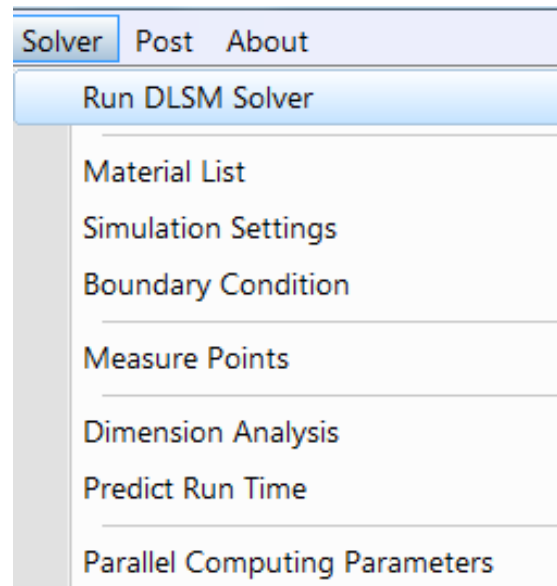 Solver Post About
Run DLSM Solver
Material List
Simulation Settings
Boundary Condition
Measure Points
Dimension Analysis
Predict Run Time
Parallel Computing Parameters